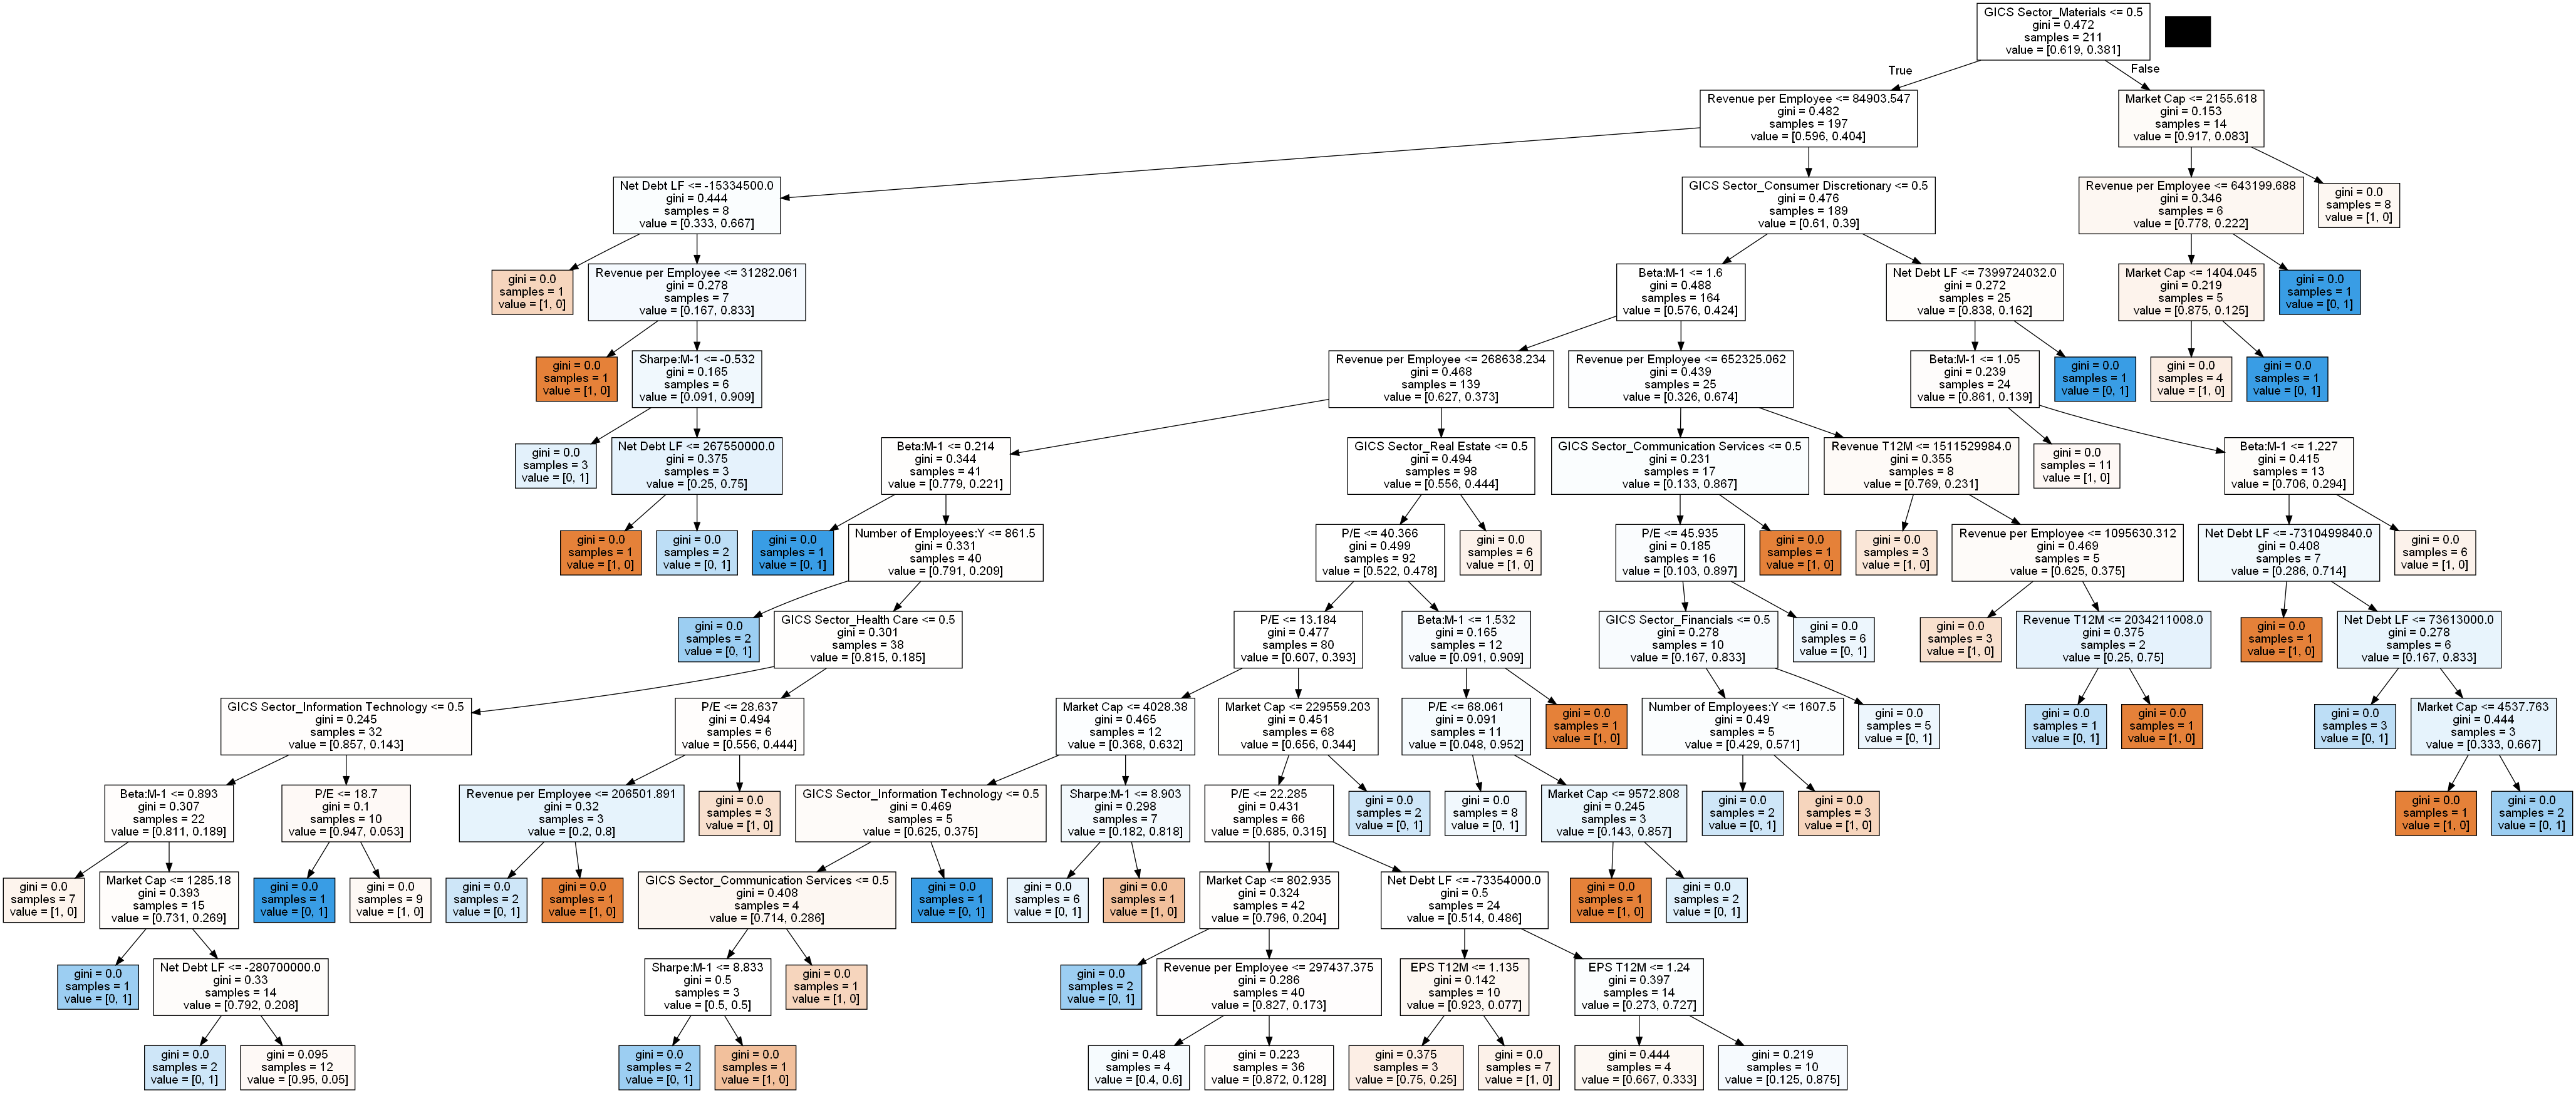 GICS Sector_Materials <= 0.5
gini = 0.472
samples = 211
value = [0.619, 0.381]
True
False
Revenue per Employee <= 84903.547
gini = 0.482
samples = 197
value = [0.596, 0.404]
Market Cap <= 2155.618
gini = 0.153
samples = 14
value = [0.917, 0.083]
Net Debt LF <= -15334500.0
gini = 0.444
samples = 8
value = [0.333, 0.667]
GICS Sector_Consumer Discretionary <= 0.5
gini = 0.476
samples = 189
value = [0.61, 0.39]
Revenue per Employee <= 643199.688
gini = 0.346
samples = 6
value = [0.778, 0.222]
gini = 0.0
samples = 8
value = [1, 0]
gini = 0.0
samples = 1
value = [1, 0]
Revenue per Employee <= 31282.061
gini = 0.278
samples = 7
value = [0.167, 0.833]
Beta:M-1 <= 1.6
gini = 0.488
samples = 164
value = [0.576, 0.424]
Net Debt LF <= 7399724032.0
gini = 0.272
samples = 25
value = [0.838, 0.162]
Market Cap <= 1404.045
gini = 0.219
samples = 5
value = [0.875, 0.125]
gini = 0.0
samples = 1
value = [0, 1]
gini = 0.0
samples = 1
value = [1, 0]
Sharpe:M-1 <= -0.532
gini = 0.165
samples = 6
value = [0.091, 0.909]
Revenue per Employee <= 268638.234
gini = 0.468
samples = 139
value = [0.627, 0.373]
Revenue per Employee <= 652325.062
gini = 0.439
samples = 25
value = [0.326, 0.674]
Beta:M-1 <= 1.05
gini = 0.239
samples = 24
value = [0.861, 0.139]
gini = 0.0
samples = 1
value = [0, 1]
gini = 0.0
samples = 4
value = [1, 0]
gini = 0.0
samples = 1
value = [0, 1]
gini = 0.0
samples = 3
value = [0, 1]
Net Debt LF <= 267550000.0
gini = 0.375
samples = 3
value = [0.25, 0.75]
Beta:M-1 <= 0.214
gini = 0.344
samples = 41
value = [0.779, 0.221]
GICS Sector_Real Estate <= 0.5
gini = 0.494
samples = 98
value = [0.556, 0.444]
GICS Sector_Communication Services <= 0.5
gini = 0.231
samples = 17
value = [0.133, 0.867]
Revenue T12M <= 1511529984.0
gini = 0.355
samples = 8
value = [0.769, 0.231]
gini = 0.0
samples = 11
value = [1, 0]
Beta:M-1 <= 1.227
gini = 0.415
samples = 13
value = [0.706, 0.294]
gini = 0.0
samples = 1
value = [1, 0]
gini = 0.0
samples = 2
value = [0, 1]
gini = 0.0
samples = 1
value = [0, 1]
Number of Employees:Y <= 861.5
gini = 0.331
samples = 40
value = [0.791, 0.209]
P/E <= 40.366
gini = 0.499
samples = 92
value = [0.522, 0.478]
gini = 0.0
samples = 6
value = [1, 0]
P/E <= 45.935
gini = 0.185
samples = 16
value = [0.103, 0.897]
gini = 0.0
samples = 1
value = [1, 0]
gini = 0.0
samples = 3
value = [1, 0]
Revenue per Employee <= 1095630.312
gini = 0.469
samples = 5
value = [0.625, 0.375]
Net Debt LF <= -7310499840.0
gini = 0.408
samples = 7
value = [0.286, 0.714]
gini = 0.0
samples = 6
value = [1, 0]
gini = 0.0
samples = 2
value = [0, 1]
GICS Sector_Health Care <= 0.5
gini = 0.301
samples = 38
value = [0.815, 0.185]
P/E <= 13.184
gini = 0.477
samples = 80
value = [0.607, 0.393]
Beta:M-1 <= 1.532
gini = 0.165
samples = 12
value = [0.091, 0.909]
GICS Sector_Financials <= 0.5
gini = 0.278
samples = 10
value = [0.167, 0.833]
gini = 0.0
samples = 6
value = [0, 1]
gini = 0.0
samples = 3
value = [1, 0]
Revenue T12M <= 2034211008.0
gini = 0.375
samples = 2
value = [0.25, 0.75]
gini = 0.0
samples = 1
value = [1, 0]
Net Debt LF <= 73613000.0
gini = 0.278
samples = 6
value = [0.167, 0.833]
GICS Sector_Information Technology <= 0.5
gini = 0.245
samples = 32
value = [0.857, 0.143]
P/E <= 28.637
gini = 0.494
samples = 6
value = [0.556, 0.444]
Market Cap <= 4028.38
gini = 0.465
samples = 12
value = [0.368, 0.632]
Market Cap <= 229559.203
gini = 0.451
samples = 68
value = [0.656, 0.344]
P/E <= 68.061
gini = 0.091
samples = 11
value = [0.048, 0.952]
gini = 0.0
samples = 1
value = [1, 0]
Number of Employees:Y <= 1607.5
gini = 0.49
samples = 5
value = [0.429, 0.571]
gini = 0.0
samples = 5
value = [0, 1]
gini = 0.0
samples = 1
value = [0, 1]
gini = 0.0
samples = 1
value = [1, 0]
gini = 0.0
samples = 3
value = [0, 1]
Market Cap <= 4537.763
gini = 0.444
samples = 3
value = [0.333, 0.667]
Beta:M-1 <= 0.893
gini = 0.307
samples = 22
value = [0.811, 0.189]
P/E <= 18.7
gini = 0.1
samples = 10
value = [0.947, 0.053]
Revenue per Employee <= 206501.891
gini = 0.32
samples = 3
value = [0.2, 0.8]
gini = 0.0
samples = 3
value = [1, 0]
GICS Sector_Information Technology <= 0.5
gini = 0.469
samples = 5
value = [0.625, 0.375]
Sharpe:M-1 <= 8.903
gini = 0.298
samples = 7
value = [0.182, 0.818]
P/E <= 22.285
gini = 0.431
samples = 66
value = [0.685, 0.315]
gini = 0.0
samples = 2
value = [0, 1]
gini = 0.0
samples = 8
value = [0, 1]
Market Cap <= 9572.808
gini = 0.245
samples = 3
value = [0.143, 0.857]
gini = 0.0
samples = 2
value = [0, 1]
gini = 0.0
samples = 3
value = [1, 0]
gini = 0.0
samples = 1
value = [1, 0]
gini = 0.0
samples = 2
value = [0, 1]
gini = 0.0
samples = 7
value = [1, 0]
Market Cap <= 1285.18
gini = 0.393
samples = 15
value = [0.731, 0.269]
gini = 0.0
samples = 1
value = [0, 1]
gini = 0.0
samples = 9
value = [1, 0]
gini = 0.0
samples = 2
value = [0, 1]
gini = 0.0
samples = 1
value = [1, 0]
GICS Sector_Communication Services <= 0.5
gini = 0.408
samples = 4
value = [0.714, 0.286]
gini = 0.0
samples = 1
value = [0, 1]
gini = 0.0
samples = 6
value = [0, 1]
gini = 0.0
samples = 1
value = [1, 0]
Market Cap <= 802.935
gini = 0.324
samples = 42
value = [0.796, 0.204]
Net Debt LF <= -73354000.0
gini = 0.5
samples = 24
value = [0.514, 0.486]
gini = 0.0
samples = 1
value = [1, 0]
gini = 0.0
samples = 2
value = [0, 1]
gini = 0.0
samples = 1
value = [0, 1]
Net Debt LF <= -280700000.0
gini = 0.33
samples = 14
value = [0.792, 0.208]
Sharpe:M-1 <= 8.833
gini = 0.5
samples = 3
value = [0.5, 0.5]
gini = 0.0
samples = 1
value = [1, 0]
gini = 0.0
samples = 2
value = [0, 1]
Revenue per Employee <= 297437.375
gini = 0.286
samples = 40
value = [0.827, 0.173]
EPS T12M <= 1.135
gini = 0.142
samples = 10
value = [0.923, 0.077]
EPS T12M <= 1.24
gini = 0.397
samples = 14
value = [0.273, 0.727]
gini = 0.0
samples = 2
value = [0, 1]
gini = 0.095
samples = 12
value = [0.95, 0.05]
gini = 0.0
samples = 2
value = [0, 1]
gini = 0.0
samples = 1
value = [1, 0]
gini = 0.48
samples = 4
value = [0.4, 0.6]
gini = 0.223
samples = 36
value = [0.872, 0.128]
gini = 0.375
samples = 3
value = [0.75, 0.25]
gini = 0.0
samples = 7
value = [1, 0]
gini = 0.444
samples = 4
value = [0.667, 0.333]
gini = 0.219
samples = 10
value = [0.125, 0.875]